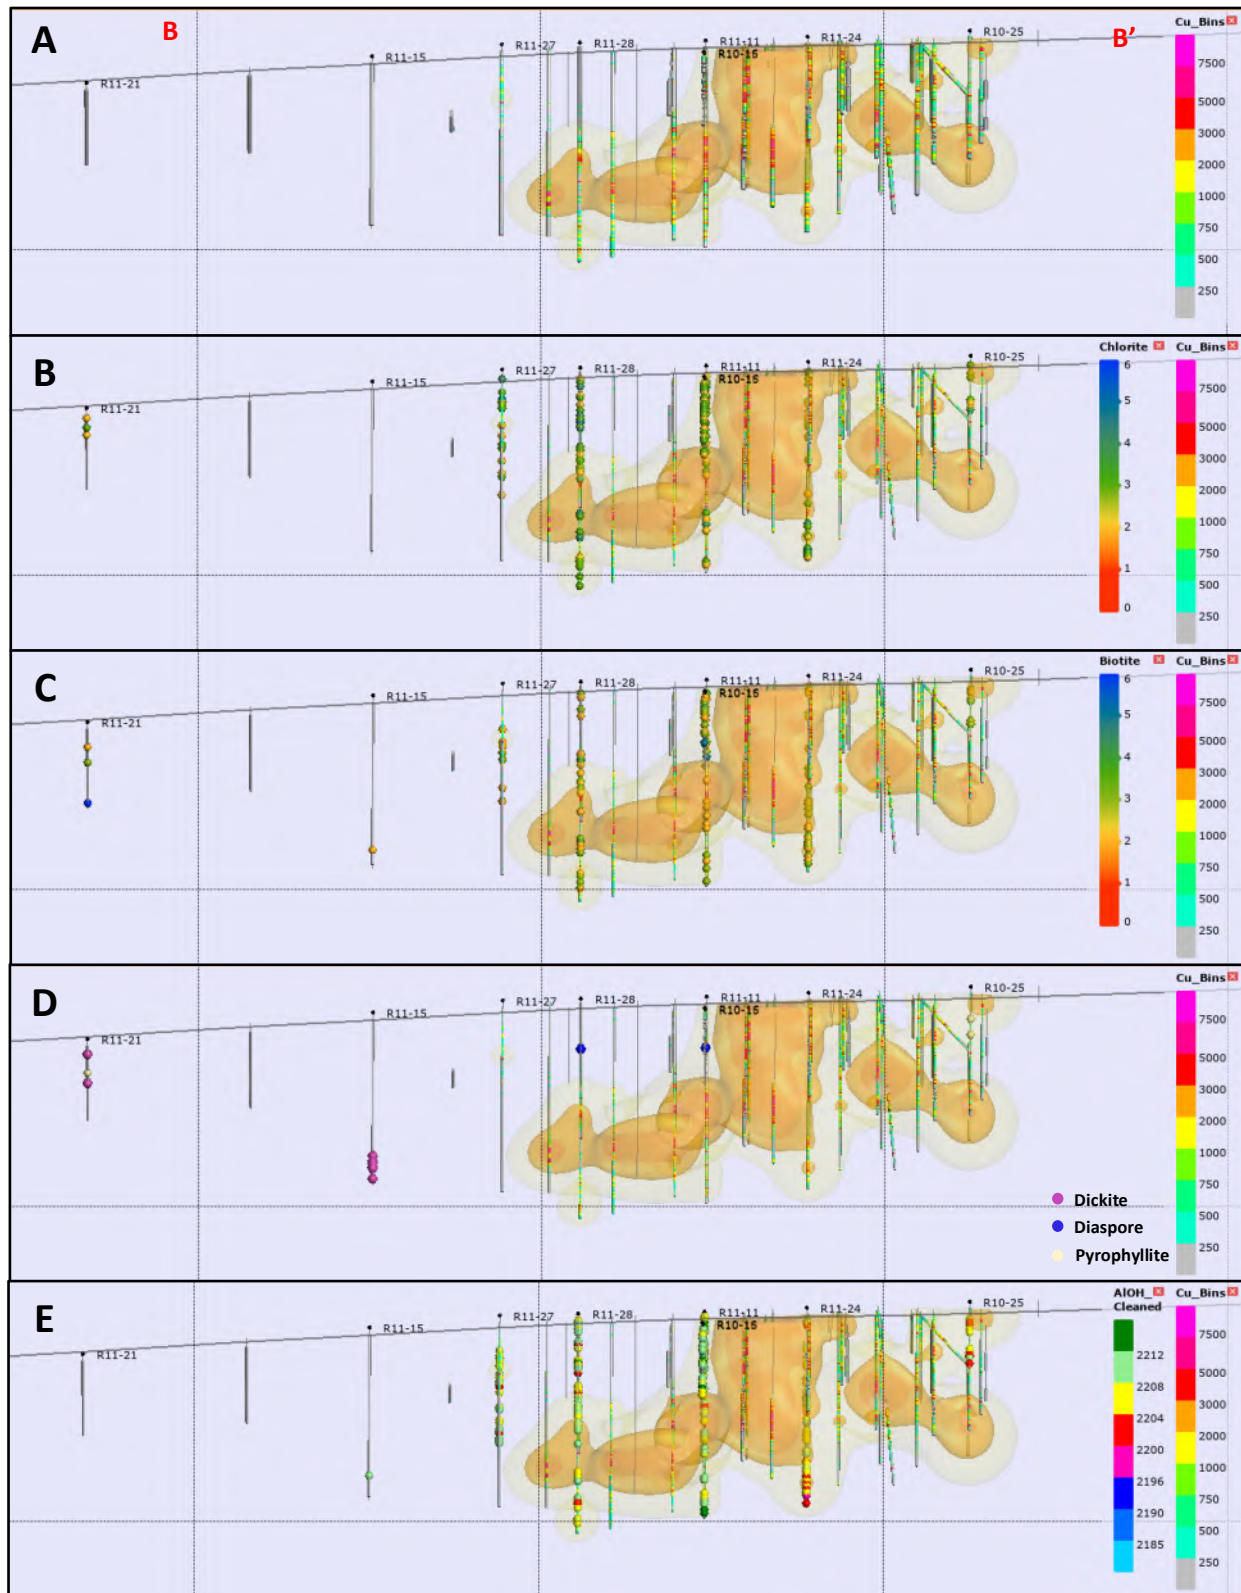 A
B
B'
R11-21
R11-15
R11-27
R11-28
R11-11
R10-15
R11-24
R10-25
Cu_Bins
7500
5000
3000
2000
1000
750
500
250
B
R11-21
R11-15
R11-27
R11-28
R11-11
R10-15
R11-24
R10-25
Chlorite
6
5
4
3
2
1
0
Cu_Bins
7500
5000
3000
2000
1000
750
500
250
C
R11-21
R11-15
R11-27
R11-28
R11-11
R10-15
R11-24
R10-25
Biotite
6
5
4
3
2
1
0
Cu_Bins
7500
5000
3000
2000
1000
750
500
250
D
R11-21
R11-15
R11-27
R11-28
R11-11
R10-15
R11-24
R10-25
Dickite
Diaspore
Pyrophyllite
Cu_Bins
7500
5000
3000
2000
1000
750
500
250
E
R11-21
R11-15
R11-27
R11-28
R11-11
R10-15
R11-24
R10-25
AlOH_
Cleaned
2212
2208
2204
2200
2196
2190
2185
Cu_Bins
7500
5000
3000
2000
1000
750
500
250